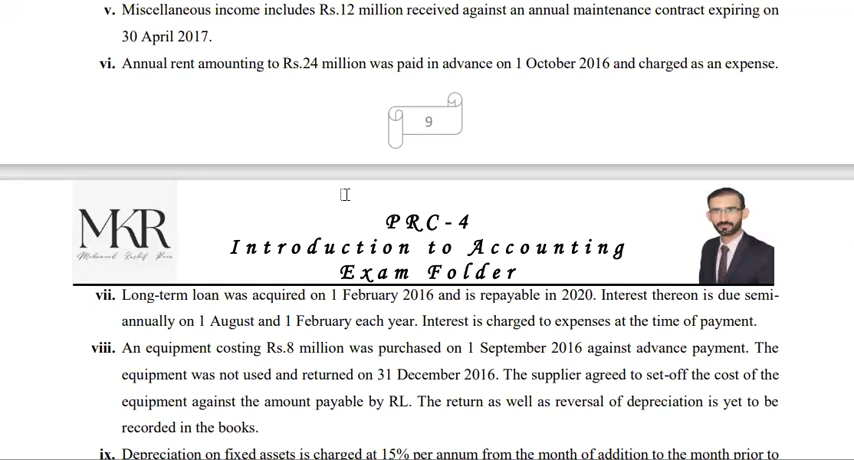 v. Miscellaneous income includes Rs.12 million received against an annual maintenance contract expiring on
30 April 2017.
vi. Annual rent amounting to Rs.24 million was paid in advance on 1 October 2016 and charged as an expense.
9
MKR
PRC-4
Introduction to Accounting
Exam Folder
vii. Long-term loan was acquired on 1 February 2016 and is repayable in 2020. Interest thereon is due semi-
annually on 1 August and 1 February each year. Interest is charged to expenses at the time of payment.
viii. An equipment costing Rs.8 million was purchased on 1 September 2016 against advance payment. The
equipment was not used and returned on 31 December 2016. The supplier agreed to set-off the cost of the
equipment against the amount payable by RL. The return as well as reversal of depreciation is yet to be
recorded in the books.
ix. Depreciation on fixed assets is charged at 15% per annum from the month of addition to the month prior to